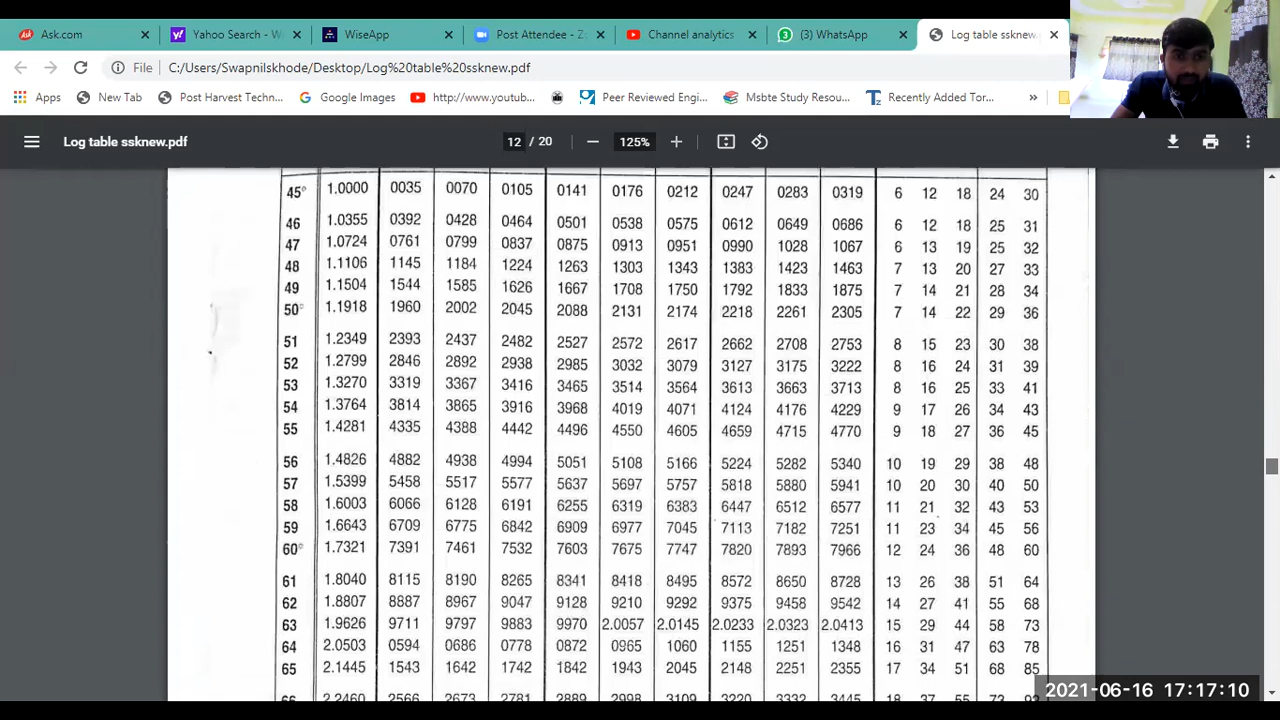 Ask.com Yahoo Search - W WiseApp Post Attendee - Z Channel analytics (3) WhatsApp Log table ssknew.
File C:/Users/Swapnilskhode/Desktop/Log%20table%20ssknew.pdf
Apps New Tab Post Harvest Techn... Google Images http://www.youtub... Peer Reviewed Engi... Msbte Study Resou... Recently Added Tor... »
Log table ssknew.pdf 12 / 20 125%
45° 1.0000 0035 0070 0105 0141 0176 0212 0247 0283 0319 6 12 18 24 30
46 1.0355 0392 0428 0464 0501 0538 0575 0612 0649 0686 6 12 18 25 31
47 1.0724 0761 0799 0837 0875 0913 0951 0990 1028 1067 6 13 19 25 32
48 1.1106 1145 1184 1224 1263 1303 1343 1383 1423 1463 7 13 20 27 33
49 1.1504 1544 1585 1626 1667 1708 1750 1792 1833 1875 7 14 21 28 34
50° 1.1918 1960 2002 2045 2088 2131 2174 2218 2261 2305 7 14 22 29 36
51 1.2349 2393 2437 2482 2527 2572 2617 2662 2708 2753 8 15 23 30 38
52 1.2799 2846 2892 2938 2985 3032 3079 3127 3175 3222 8 16 24 31 39
53 1.3270 3319 3367 3416 3465 3514 3564 3613 3663 3713 8 16 25 33 41
54 1.3764 3814 3865 3916 3968 4019 4071 4124 4176 4229 9 17 26 34 43
55 1.4281 4335 4388 4442 4496 4550 4605 4659 4715 4770 9 18 27 36 45
56 1.4826 4882 4938 4994 5051 5108 5166 5224 5282 5340 10 19 29 38 48
57 1.5399 5458 5517 5577 5637 5697 5757 5818 5880 5941 10 20 30 40 50
58 1.6003 6066 6128 6191 6255 6319 6383 6447 6512 6577 11 21 32 43 53
59 1.6643 6709 6775 6842 6909 6977 7045 7113 7182 7251 11 23 34 45 56
60° 1.7321 7391 7461 7532 7603 7675 7747 7820 7893 7966 12 24 36 48 60
61 1.8040 8115 8190 8265 8341 8418 8495 8572 8650 8728 13 26 38 51 64
62 1.8807 8887 8967 9047 9128 9210 9292 9375 9458 9542 14 27 41 55 68
63 1.9626 9711 9797 9883 9970 2.0057 2.0145 2.0233 2.0323 2.0413 15 29 44 58 73
64 2.0503 0594 0686 0778 0872 0965 1060 1155 1251 1348 16 31 47 63 78
65 2.1445 1543 1642 1742 1842 1943 2045 2148 2251 2355 17 34 51 68 85
2.2460 2566 2673 2781 2889 2998 3109 3220 3332 3445 18 37 55
2021-06-16 17:17:10